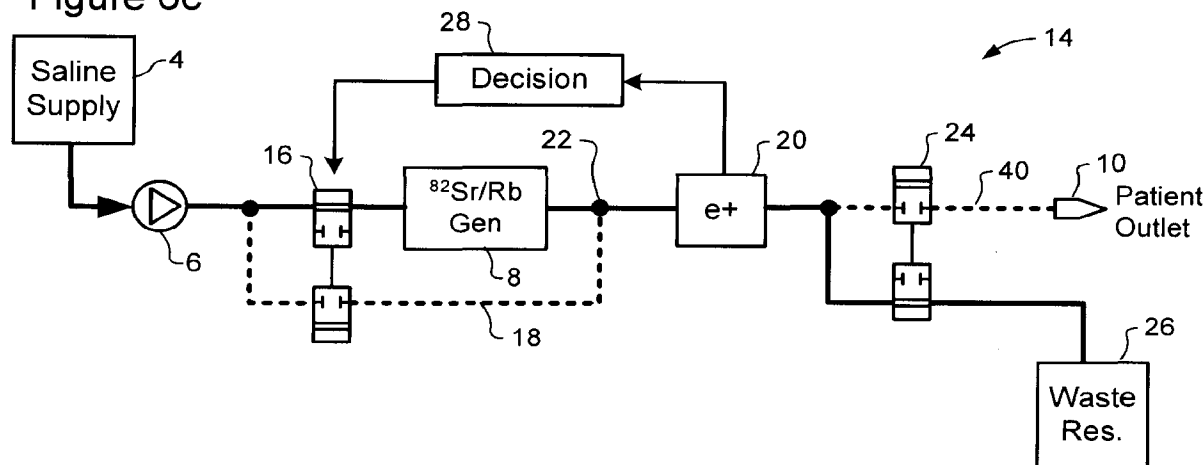 Figure 6c
Saline
Supply
4
6
28
Decision
16
⁸²Sr/Rb
Gen
8
18
22
20
e+
24
14
40
10
Patient
Outlet
26
Waste
Res.